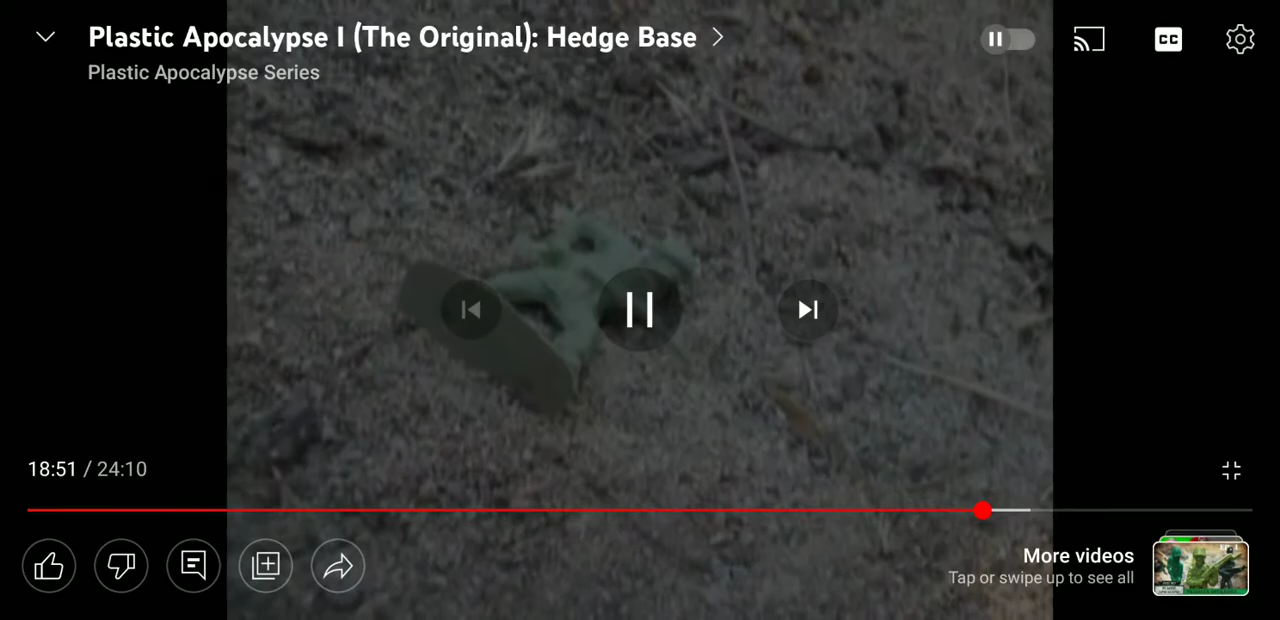 Plastic Apocalypse I (The Original): Hedge Base
Plastic Apocalypse Series
CC
18:51 / 24:10
More videos
Tap or swipe up to see all